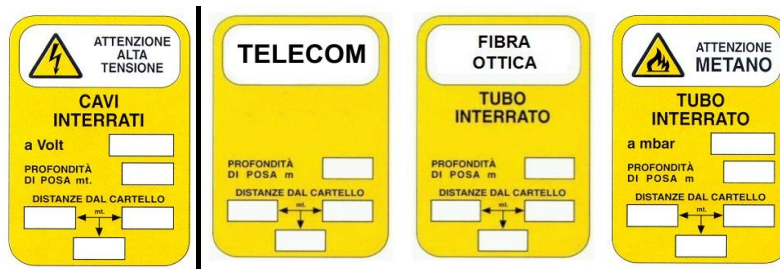 ATTENZIONE
ALTA
TENSIONE
CAVI
INTERRATI
a Volt
PROFONDITÀ
DI POSA mt.
DISTANZE DAL CARTELLO
mt.
TELECOM
PROFONDITÀ
DI POSA m
DISTANZE DAL CARTELLO
mt.
FIBRA
OTTICA
TUBO
INTERRATO
PROFONDITÀ
DI POSA m
DISTANZE DAL CARTELLO
mt.
ATTENZIONE
METANO
TUBO
INTERRATO
a mbar
PROFONDITÀ
DI POSA m
DISTANZE DAL CARTELLO
mt.